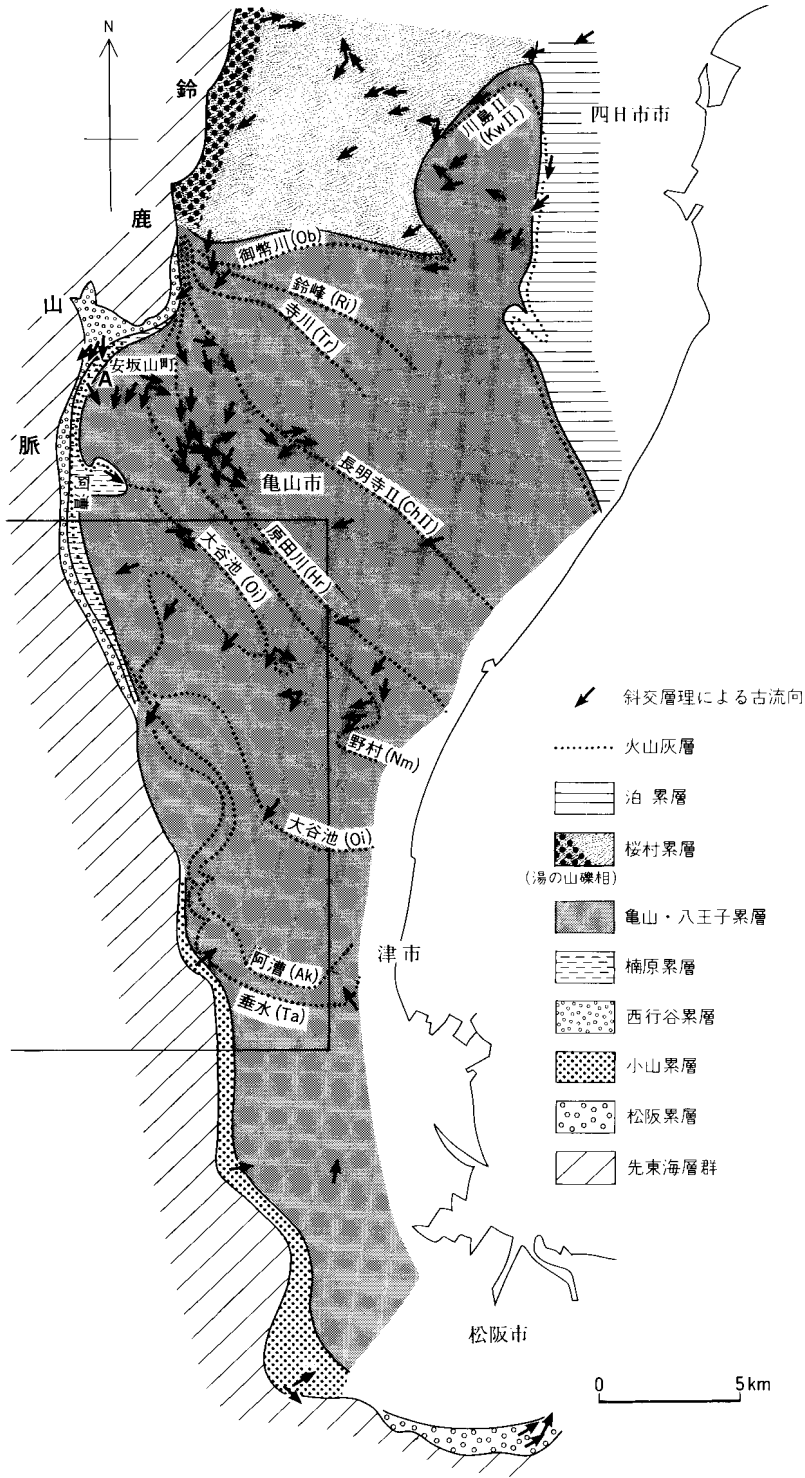 N
鈴
鹿
山
脈
四日市市
川島Ⅱ
(KwⅡ)
御幣川(Ob)
鈴峰(Ri)
寺川(Tr)
安坂山町
A
亀山市
長明寺Ⅱ(ChⅡ)
原田川(Hr)
大谷池(Oi)
野村(Nm)
大谷池(Oi)
阿漕(Ak)
垂水(Ta)
津市
松阪市
斜交層理による古流向
火山灰層
泊累層
桜村累層
(湯の山礫相)
亀山・八王子累層
楠原累層
西行谷累層
小山累層
松阪累層
先東海層群
0 5km